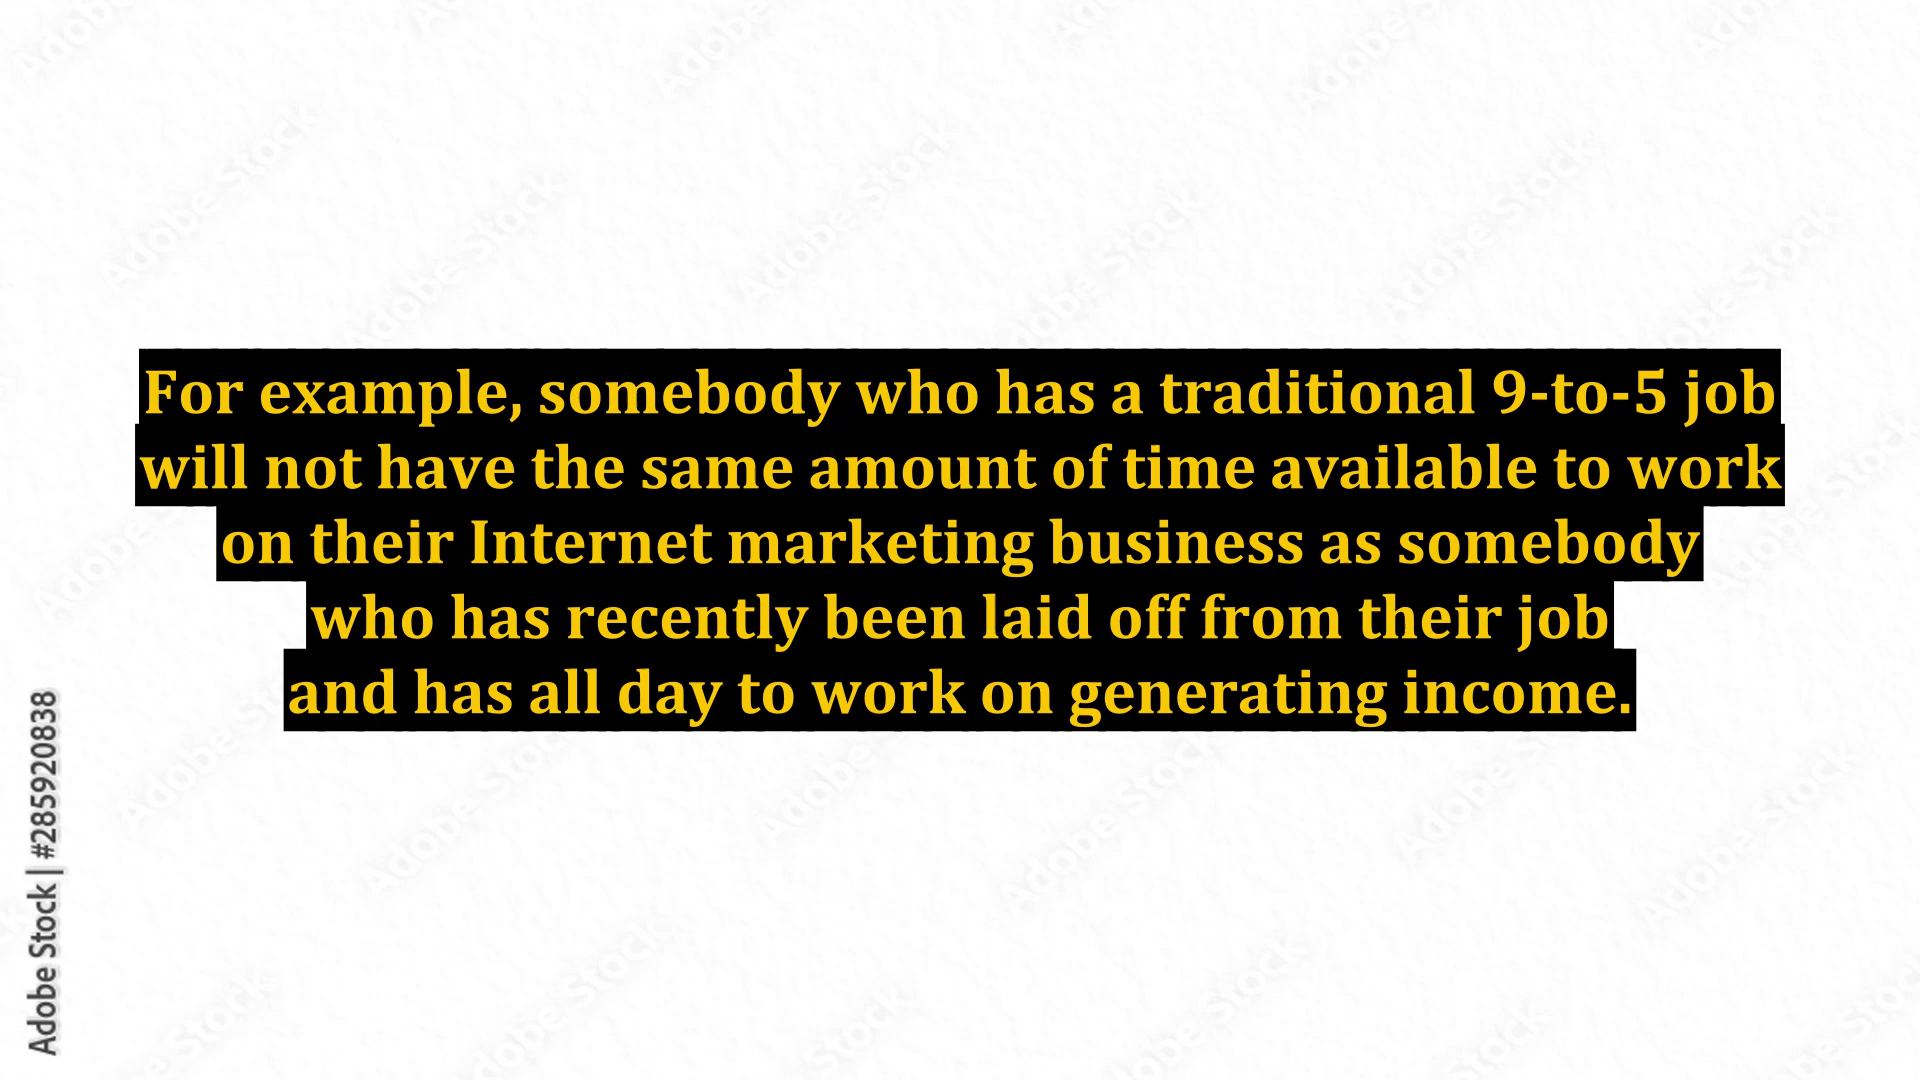 For example, somebody who has a traditional 9-to-5 job
will not have the same amount of time available to work
on their Internet marketing business as somebody
who has recently been laid off from their job
and has all day to work on generating income.
Adobe Stock | #285920838